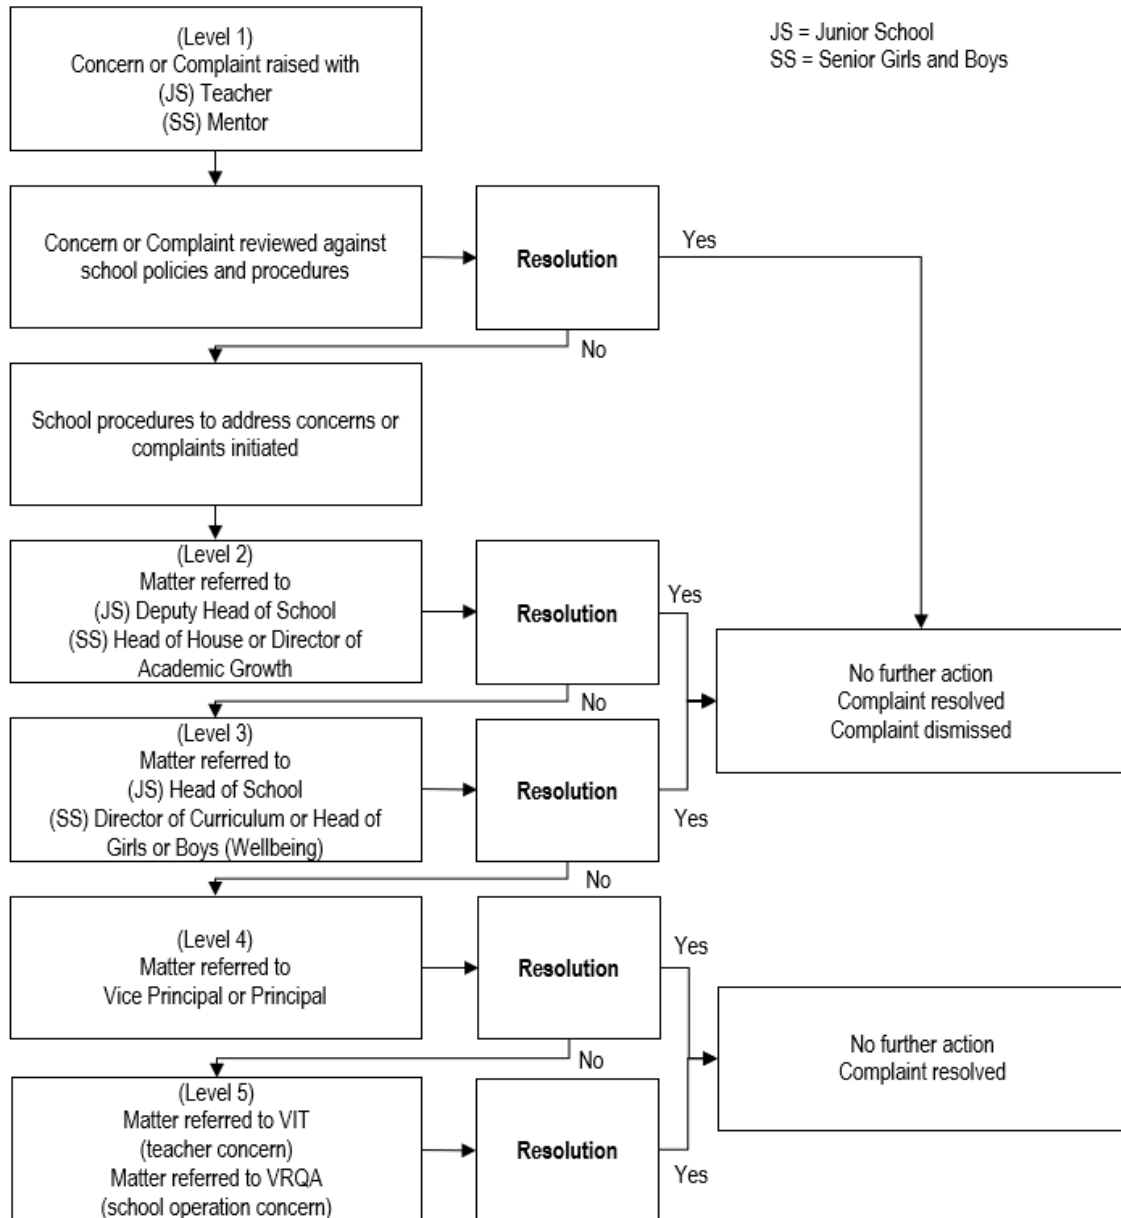 JS = Junior School
SS = Senior Girls and Boys
(Level 1)
Concern or Complaint raised with
(JS) Teacher
(SS) Mentor
Concern or Complaint reviewed against
school policies and procedures
Resolution
Yes
No
School procedures to address concerns or
complaints initiated
(Level 2)
Matter referred to
(JS) Deputy Head of School
(SS) Head of House or Director of
Academic Growth
Resolution
Yes
No
No further action
Complaint resolved
Complaint dismissed
(Level 3)
Matter referred to
(JS) Head of School
(SS) Director of Curriculum or Head of
Girls or Boys (Wellbeing)
Resolution
Yes
No
(Level 4)
Matter referred to
Vice Principal or Principal
Resolution
Yes
No
No further action
Complaint resolved
(Level 5)
Matter referred to VIT
(teacher concern)
Matter referred to VRQA
(school operation concern)
Resolution
Yes